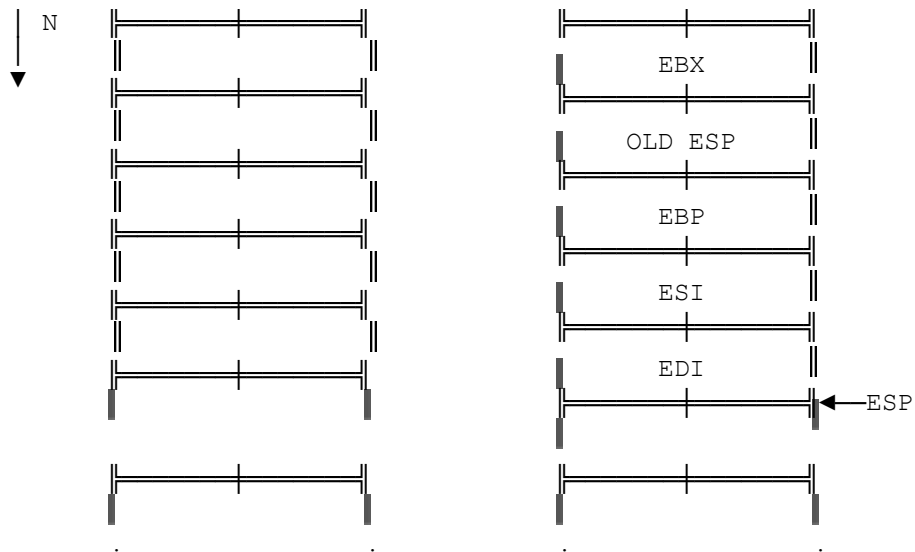 N
EBX
OLD ESP
EBP
ESI
EDI
ESP
. . . .